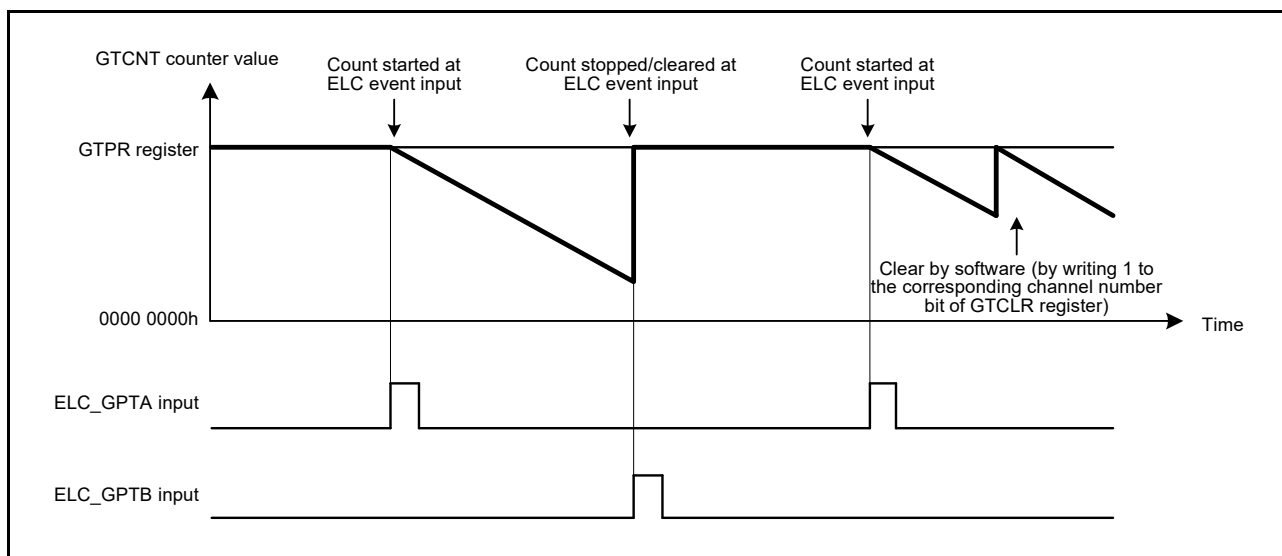 GTCNT counter value
Count started at
ELC event input
Count stopped/cleared at
ELC event input
Count started at
ELC event input
GTPR register
Clear by software (by writing 1 to
the corresponding channel number
bit of GTCLR register)
0000 0000h
Time
ELC_GPTA input
ELC_GPTB input